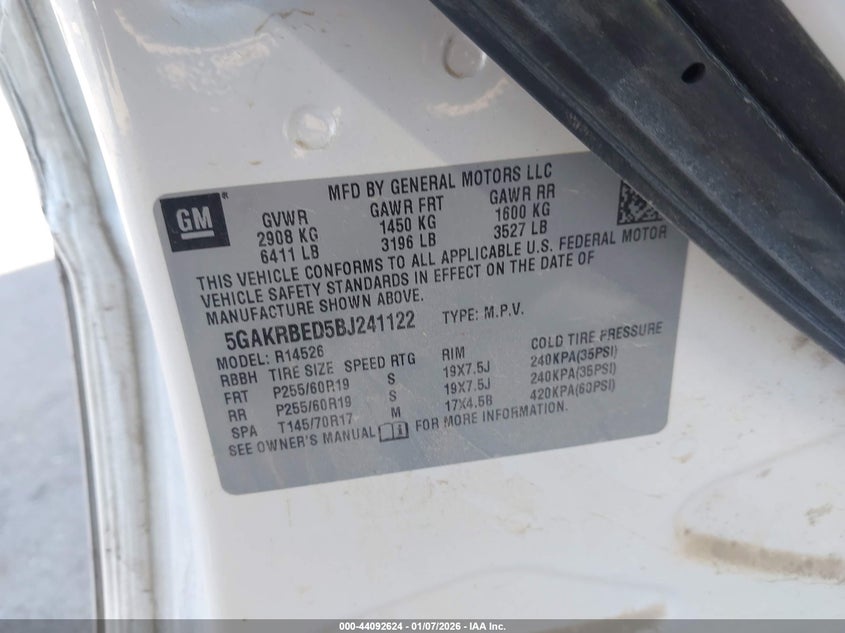 MFD BY GENERAL MOTORS LLC
GM®
GVWR GAWR FRT GAWR RR
2908 KG 1450 KG 1600 KG
6411 LB 3196 LB 3527 LB
THIS VEHICLE CONFORMS TO ALL APPLICABLE U.S. FEDERAL MOTOR
VEHICLE SAFETY STANDARDS IN EFFECT ON THE DATE OF
MANUFACTURE SHOWN ABOVE.
5GAKRBED5BJ241122 TYPE: M.P.V.
MODEL: R14526
RBBH TIRE SIZE SPEED RTG RIM COLD TIRE PRESSURE
FRT P255/60R19 S 19X7.5J 240KPA(35PSI)
RR P255/60R19 S 19X7.5J 240KPA(35PSI)
SPA T145/70R17 M 17X4.5B 420KPA(60PSI)
SEE OWNER'S MANUAL FOR MORE INFORMATION.
000-44092624 | 01/07/2026 | IAA Inc.